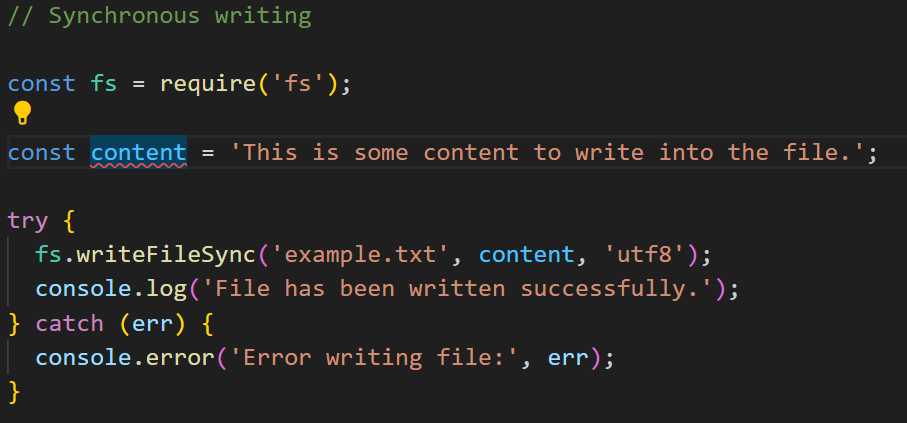 // Synchronous writing
const fs = require('fs');
const content = 'This is some content to write into the file.';
try {
  fs.writeFileSync('example.txt', content, 'utf8');
  console.log('File has been written successfully.');
} catch (err) {
  console.error('Error writing file:', err);
}